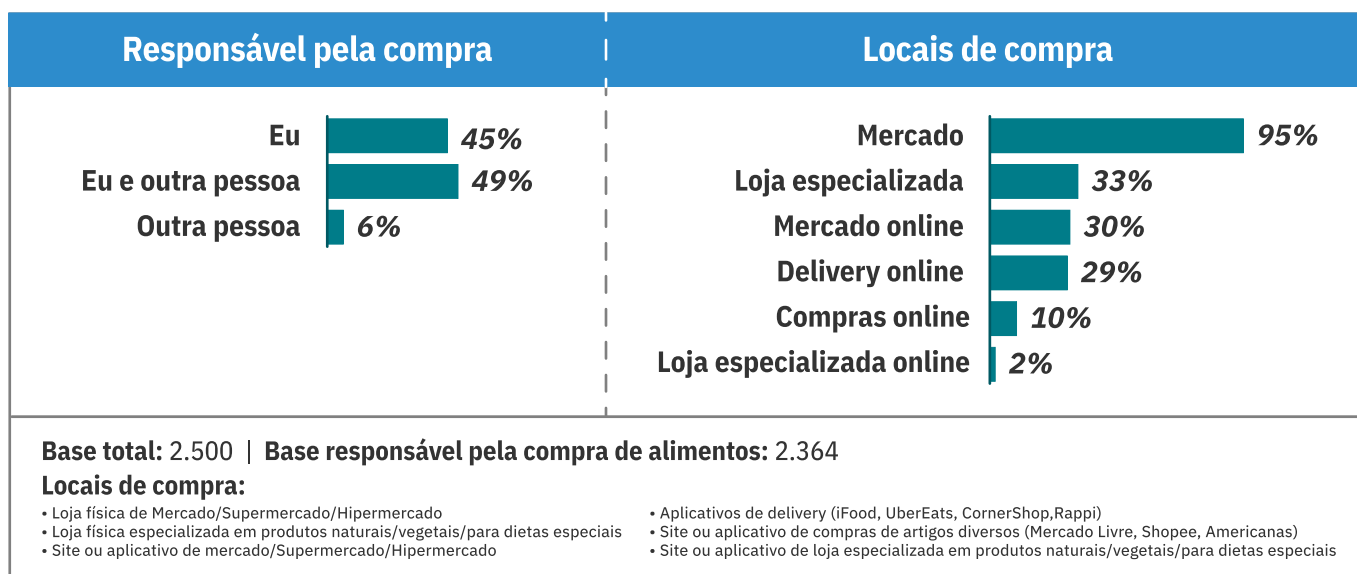 Responsável pela compra
Eu 45%
Eu e outra pessoa 49%
Outra pessoa 6%
Locais de compra
Mercado 95%
Loja especializada 33%
Mercado online 30%
Delivery online 29%
Compras online 10%
Loja especializada online 2%
Base total: 2.500 | Base responsável pela compra de alimentos: 2.364
Locais de compra:
• Loja física de Mercado/Supermercado/Hipermercado
• Loja física especializada em produtos naturais/vegetais/para dietas especiais
• Site ou aplicativo de mercado/Supermercado/Hipermercado
• Aplicativos de delivery (iFood, UberEats, CornerShop,Rappi)
• Site ou aplicativo de compras de artigos diversos (Mercado Livre, Shopee, Americanas)
• Site ou aplicativo de loja especializada em produtos naturais/vegetais/para dietas especiais